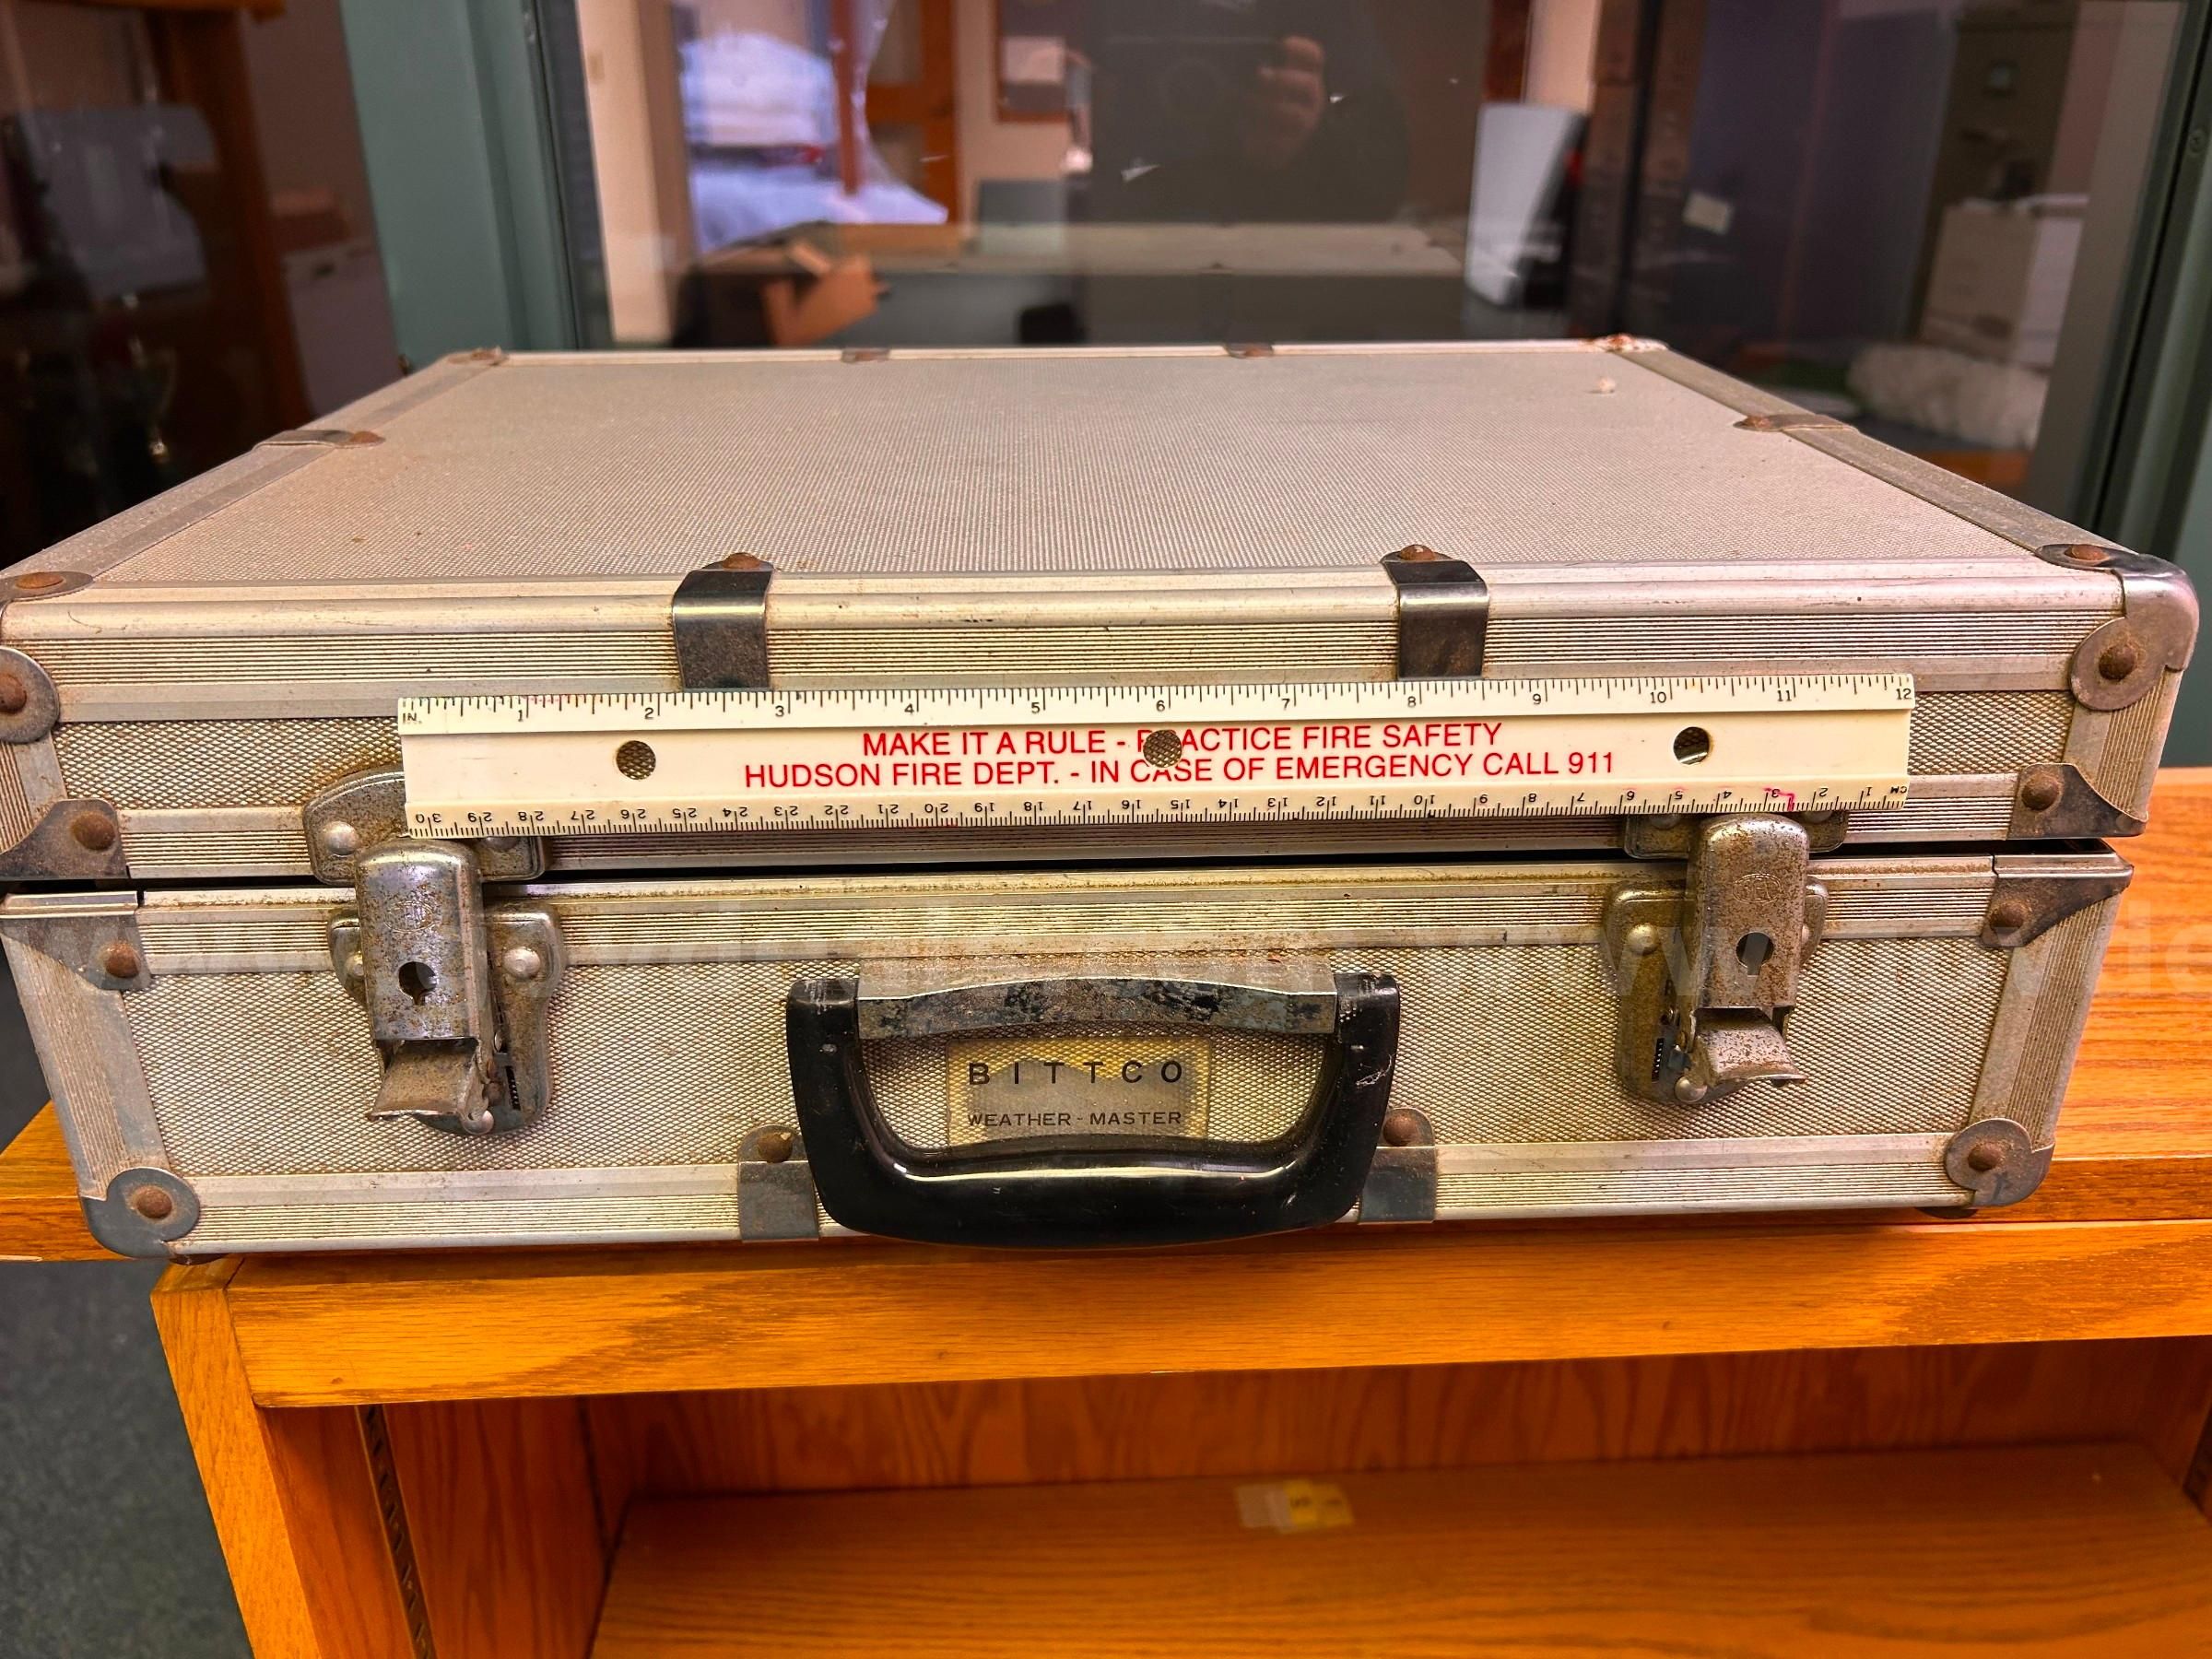 IN. 1 2 3 4 5 6 7 8 9 10 11 12
MAKE IT A RULE - PRACTICE FIRE SAFETY
HUDSON FIRE DEPT. - IN CASE OF EMERGENCY CALL 911
30 29 28 27 26 25 24 23 22 21 20 19 18 17 16 15 14 13 12 11 10 9 8 7 6 5 4 3 2 1 CM
BITTCO
WEATHER - MASTER